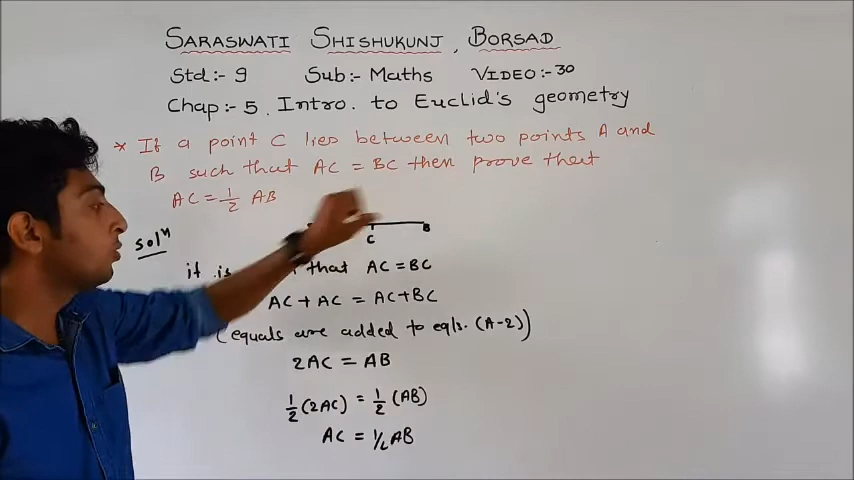 SARASWATI SHISHUKUNJ, BORSAD
Std:- 9 Sub:- Maths VIDEO:- 30
Chap:- 5. Intro. to Euclid's geometry
* If a point C lies between two points A and
B such that AC = BC then prove that
AC = 1/2 AB
Solⁿ
C B
it is that AC = BC
AC + AC = AC + BC
(equals are added to eqls. (A-2))
2AC = AB
1/2 (2AC) = 1/2 (AB)
AC = 1/2 AB